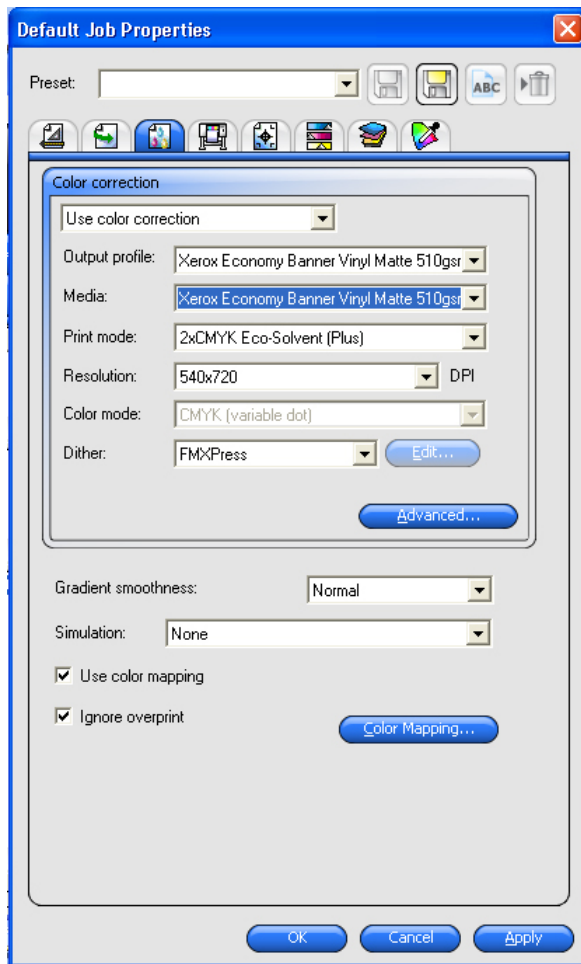 Default Job Properties
Preset:
ABC
Color correction
Use color correction
Output profile: Xerox Economy Banner Vinyl Matte 510gsr
Media: Xerox Economy Banner Vinyl Matte 510gsr
Print mode: 2xCMYK Eco-Solvent (Plus)
Resolution: 540x720 DPI
Color mode: CMYK (variable dot)
Dither: FMXPress Edit...
Advanced...
Gradient smoothness: Normal
Simulation: None
Use color mapping
Ignore overprint
Color Mapping...
OK Cancel Apply